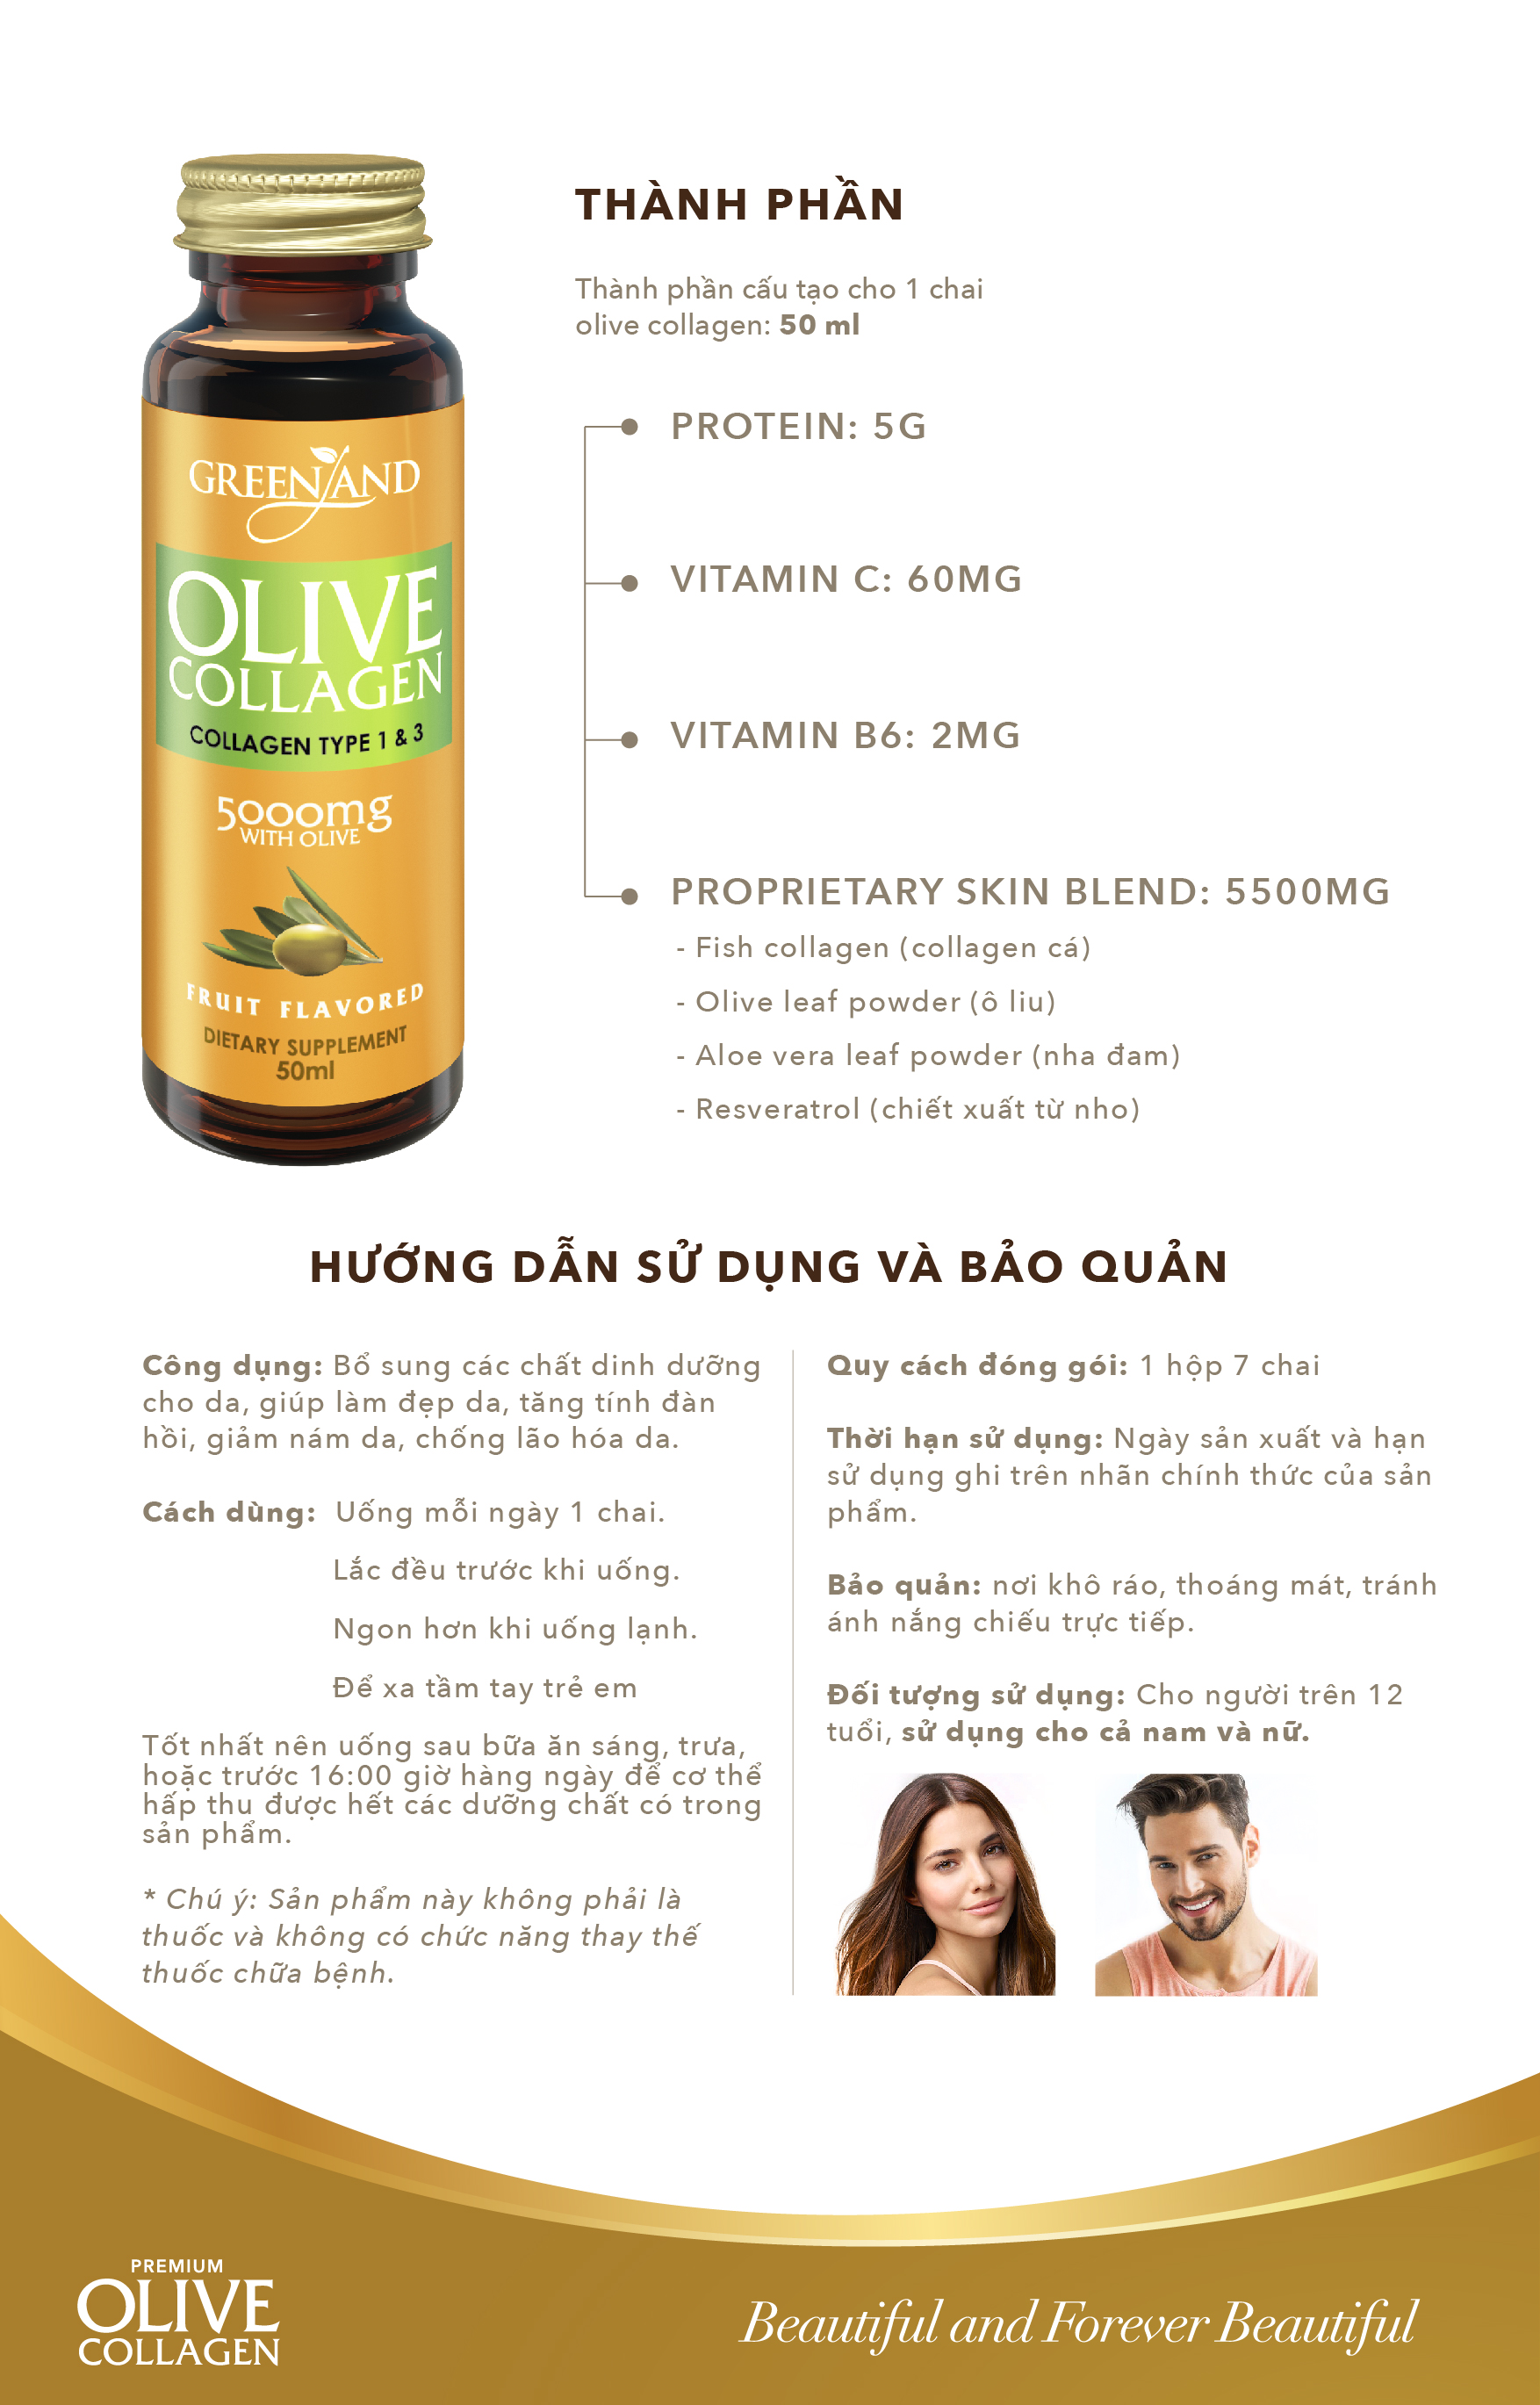 GREENLAND
OLIVE
COLLAGEN
COLLAGEN TYPE 1 & 3
5000mg
WITH OLIVE
FRUIT FLAVORED
DIETARY SUPPLEMENT
50ml
THÀNH PHẦN
Thành phần cấu tạo cho 1 chai
olive collagen: 50 ml
PROTEIN: 5G
VITAMIN C: 60MG
VITAMIN B6: 2MG
PROPRIETARY SKIN BLEND: 5500MG
- Fish collagen (collagen cá)
- Olive leaf powder (ô liu)
- Aloe vera leaf powder (nha đam)
- Resveratrol (chiết xuất từ nho)
HƯỚNG DẪN SỬ DỤNG VÀ BẢO QUẢN
Công dụng: Bổ sung các chất dinh dưỡng
cho da, giúp làm đẹp da, tăng tính đàn
hồi, giảm nám da, chống lão hóa da.
Cách dùng: Uống mỗi ngày 1 chai.
Lắc đều trước khi uống.
Ngon hơn khi uống lạnh.
Để xa tầm tay trẻ em
Tốt nhất nên uống sau bữa ăn sáng, trưa,
hoặc trước 16:00 giờ hàng ngày để cơ thể
hấp thu được hết các dưỡng chất có trong
sản phẩm.
* Chú ý: Sản phẩm này không phải là
thuốc và không có chức năng thay thế
thuốc chữa bệnh.
Quy cách đóng gói: 1 hộp 7 chai
Thời hạn sử dụng: Ngày sản xuất và hạn
sử dụng ghi trên nhãn chính thức của sản
phẩm.
Bảo quản: nơi khô ráo, thoáng mát, tránh
ánh nắng chiếu trực tiếp.
Đối tượng sử dụng: Cho người trên 12
tuổi, sử dụng cho cả nam và nữ.
PREMIUM
OLIVE
COLLAGEN
Beautiful and Forever Beautiful